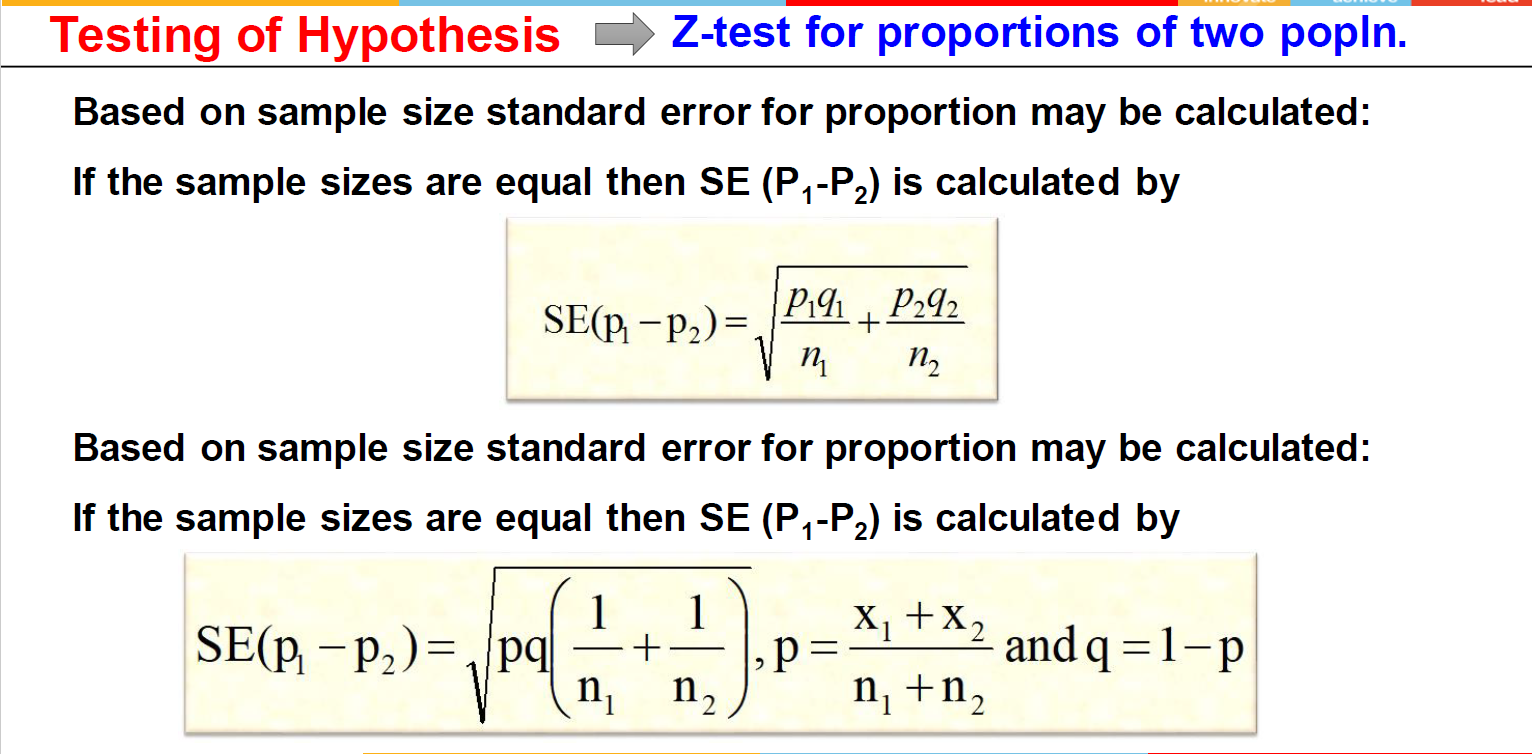 Testing of Hypothesis Z-test for proportions of two popln.
Based on sample size standard error for proportion may be calculated:
If the sample sizes are equal then SE (P₁-P₂) is calculated by
SE(p₁ − p₂) = √(p₁q₁/n₁ + p₂q₂/n₂)
Based on sample size standard error for proportion may be calculated:
If the sample sizes are equal then SE (P₁-P₂) is calculated by
SE(p₁ − p₂) = √(pq(1/n₁ + 1/n₂)), p = (x₁ + x₂)/(n₁ + n₂) and q = 1 − p